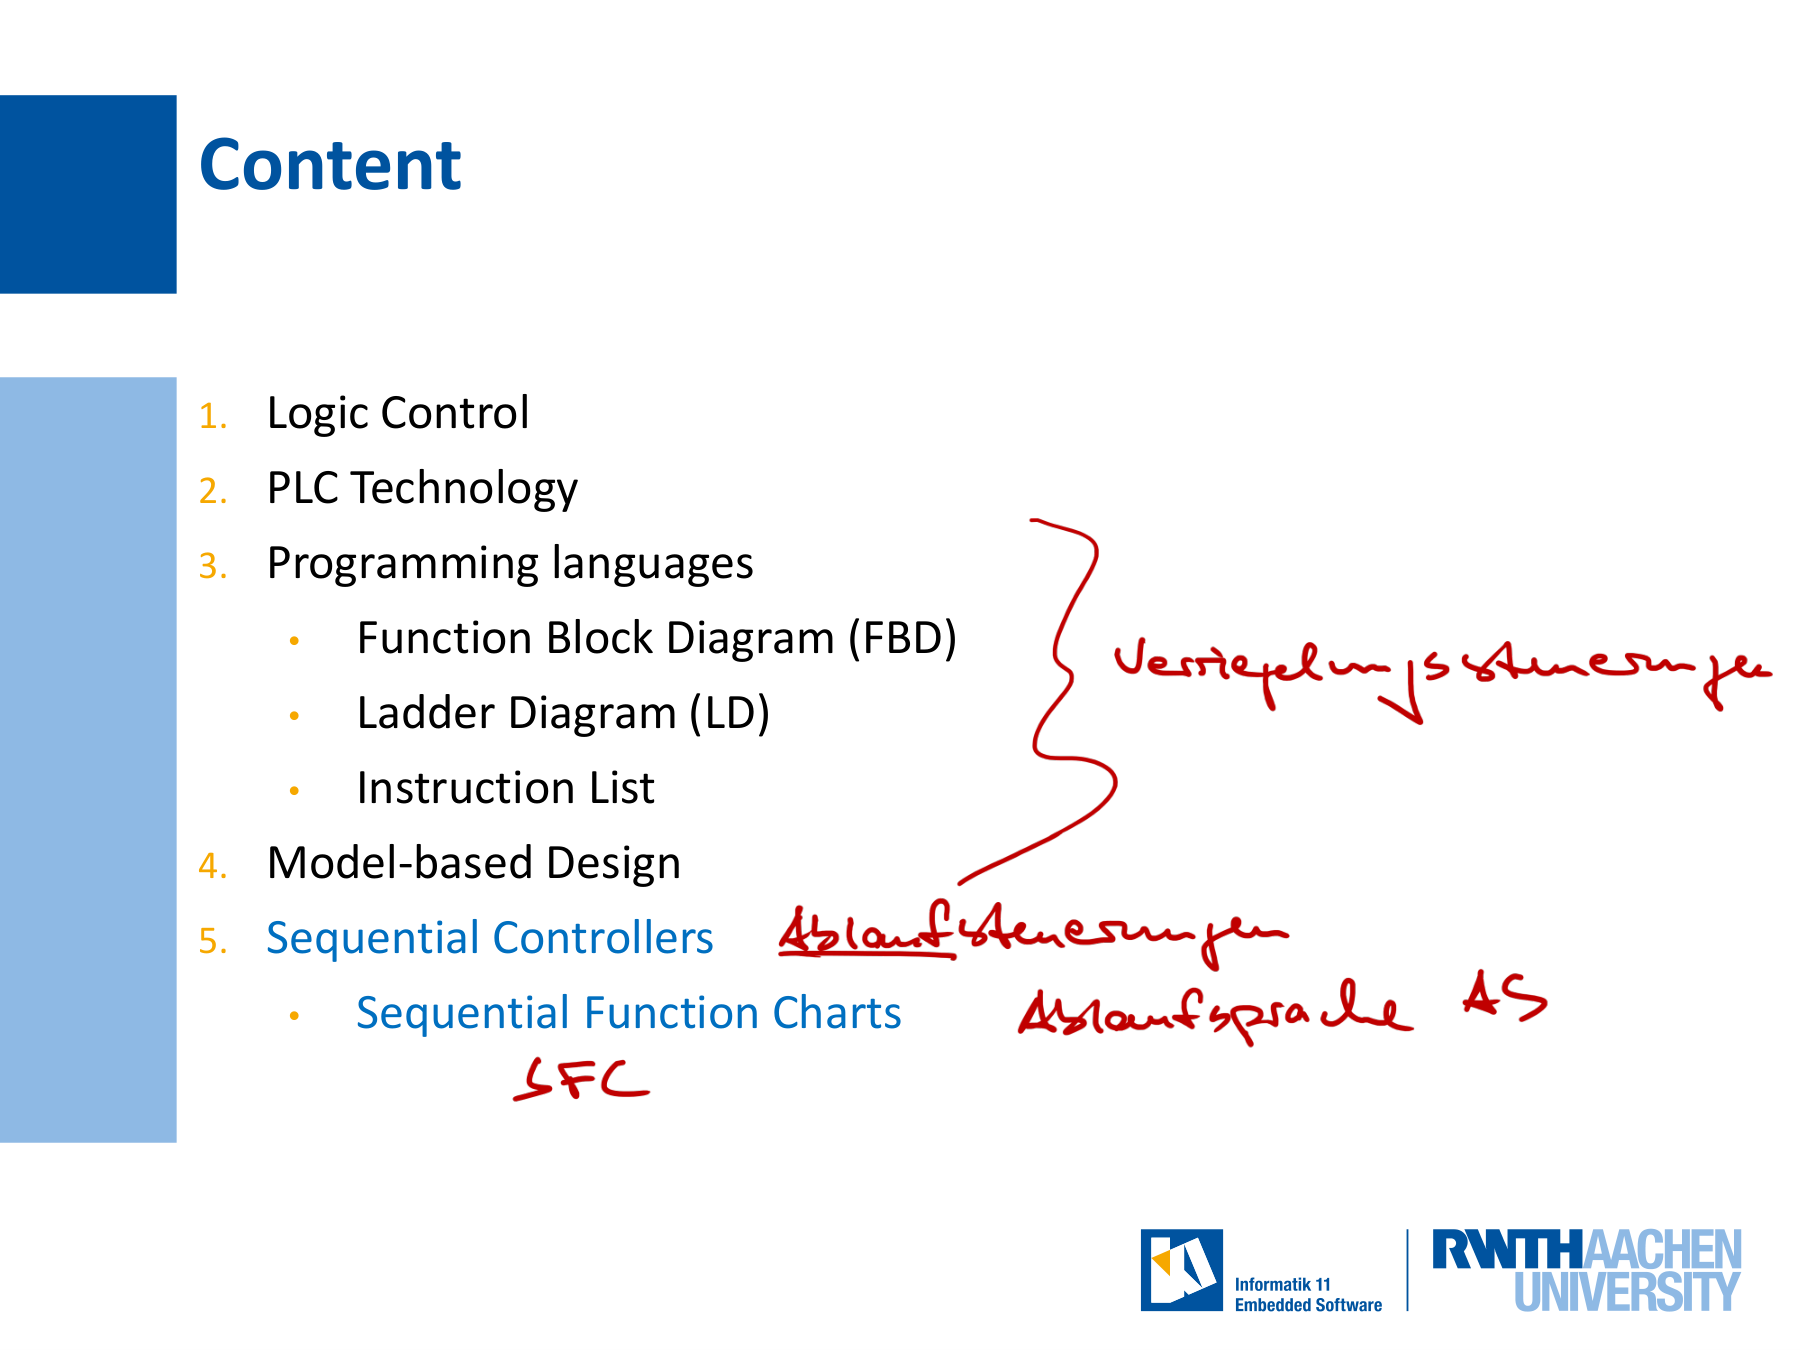 Content
1. Logic Control
2. PLC Technology
3. Programming languages
• Function Block Diagram (FBD)
Verriegelungssteuerungen
• Ladder Diagram (LD)
• Instruction List
4. Model-based Design
5. Sequential Controllers Ablaufsteuerungen
• Sequential Function Charts Ablaufsprache AS
SFC
Informatik 11
Embedded Software
RWTHAACHEN
UNIVERSITY